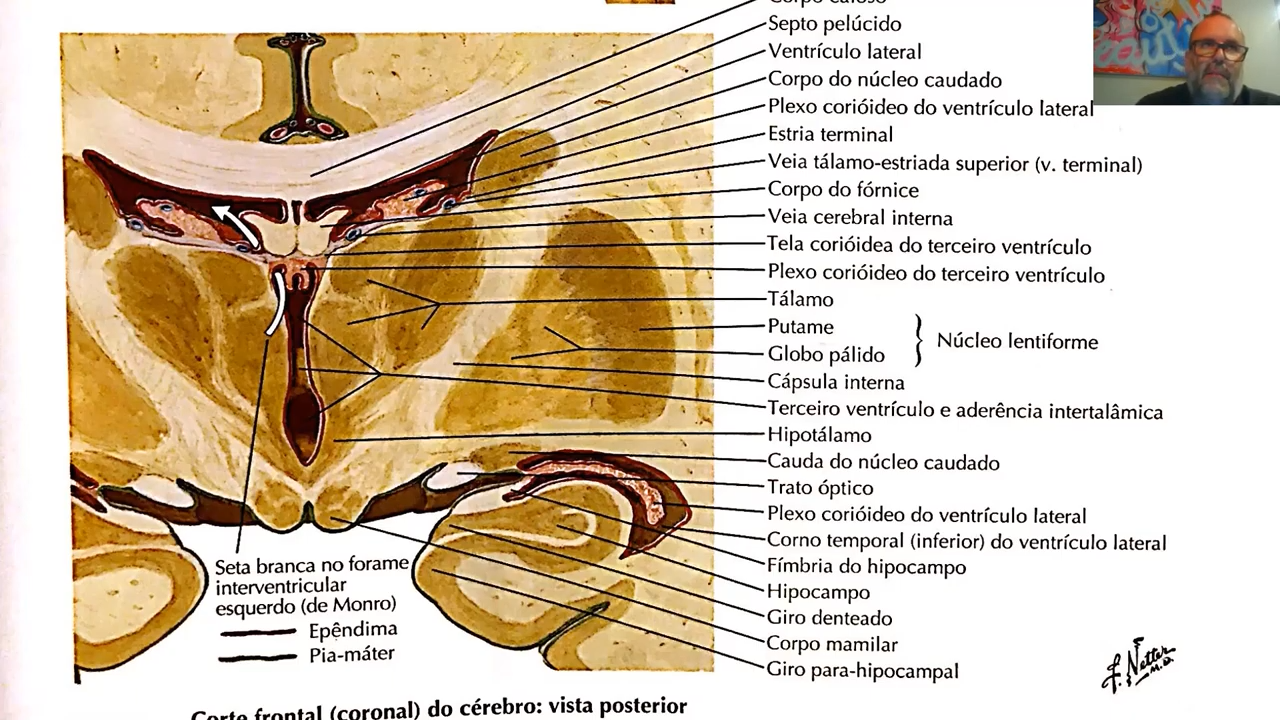 Corpo caloso
Septo pelúcido
Ventrículo lateral
Corpo do núcleo caudado
Plexo corióideo do ventrículo lateral
Estria terminal
Veia tálamo-estriada superior (v. terminal)
Corpo do fórnice
Veia cerebral interna
Tela corióidea do terceiro ventrículo
Plexo corióideo do terceiro ventrículo
Tálamo
Putame
Globo pálido
Núcleo lentiforme
Cápsula interna
Terceiro ventrículo e aderência intertalâmica
Hipotálamo
Cauda do núcleo caudado
Trato óptico
Plexo corióideo do ventrículo lateral
Corno temporal (inferior) do ventrículo lateral
Fímbria do hipocampo
Hipocampo
Giro denteado
Corpo mamilar
Giro para-hipocampal
Seta branca no forame
interventricular
esquerdo (de Monro)
Epêndima
Pia-máter
F. Netter
M.D.
Corte frontal (coronal) do cérebro: vista posterior